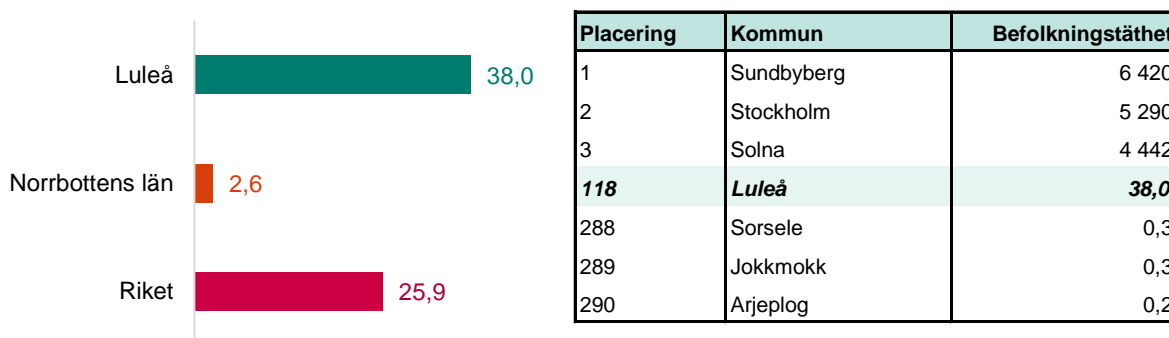 Luleå 38,0
Norrbottens län 2,6
Riket 25,9
Placering Kommun Befolkningstäthet
1 Sundbyberg 6 420
2 Stockholm 5 290
3 Solna 4 442
118 Luleå 38,0
288 Sorsele 0,3
289 Jokkmokk 0,3
290 Arjeplog 0,2